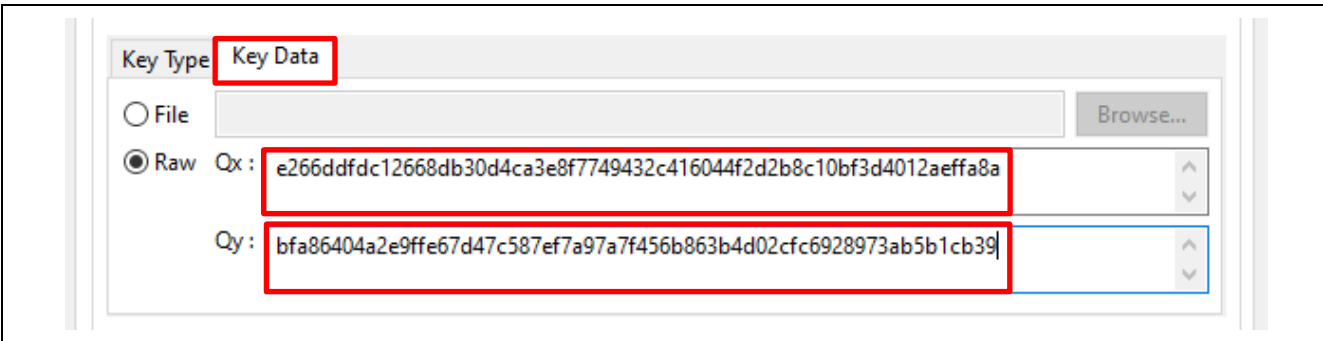 Key Type Key Data
File Browse...
Raw Qx : e266ddfdc12668db30d4ca3e8f7749432c416044f2d2b8c10bf3d4012aeffa8a
Qy : bfa86404a2e9ffe67d47c587ef7a97a7f456b863b4d02cfc6928973ab5b1cb39